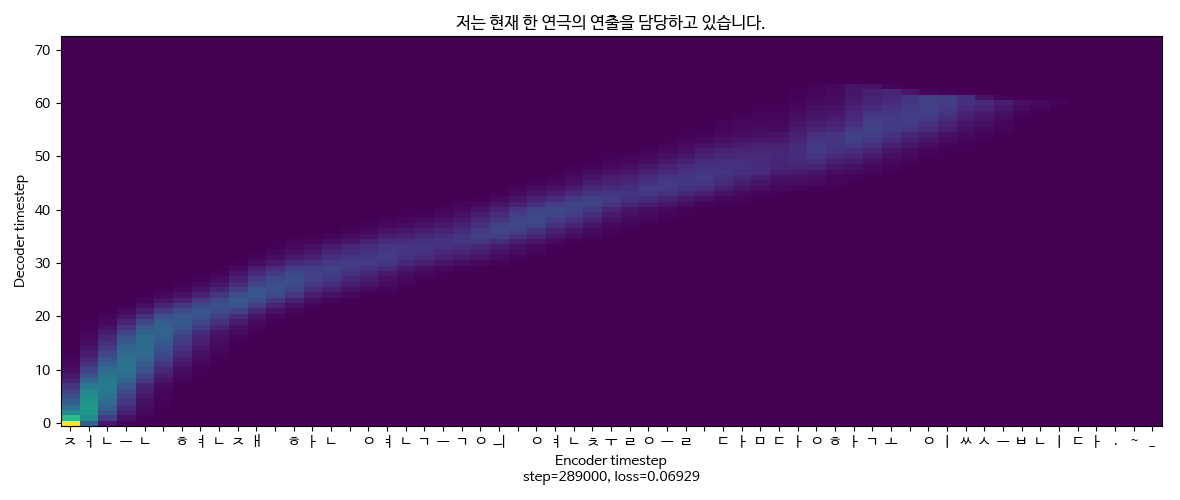 저는 현재 한 연극의 연출을 담당하고 있습니다.
70
60
50
40
30
20
10
0
Decoder timestep
ㅈ ㅓ ㄴ ㅡ ㄴ ㅎ ㅕ ㄴ ㅈ ㅐ ㅎ ㅏ ㄴ ㅇ ㅕ ㄴ ㄱ ㅡ ㄱ ㅇ ㅢ ㅇ ㅕ ㄴ ㅊ ㅜ ㄹ ㅇ ㅡ ㄹ ㄷ ㅏ ㅁ ㄷ ㅏ ㅇ ㅎ ㅏ ㄱ ㅗ ㅇ ㅣ ㅆ ㅅ ㅡ ㅂ ㄴ ㅣ ㄷ ㅏ . ~ _
Encoder timestep
step=289000, loss=0.06929